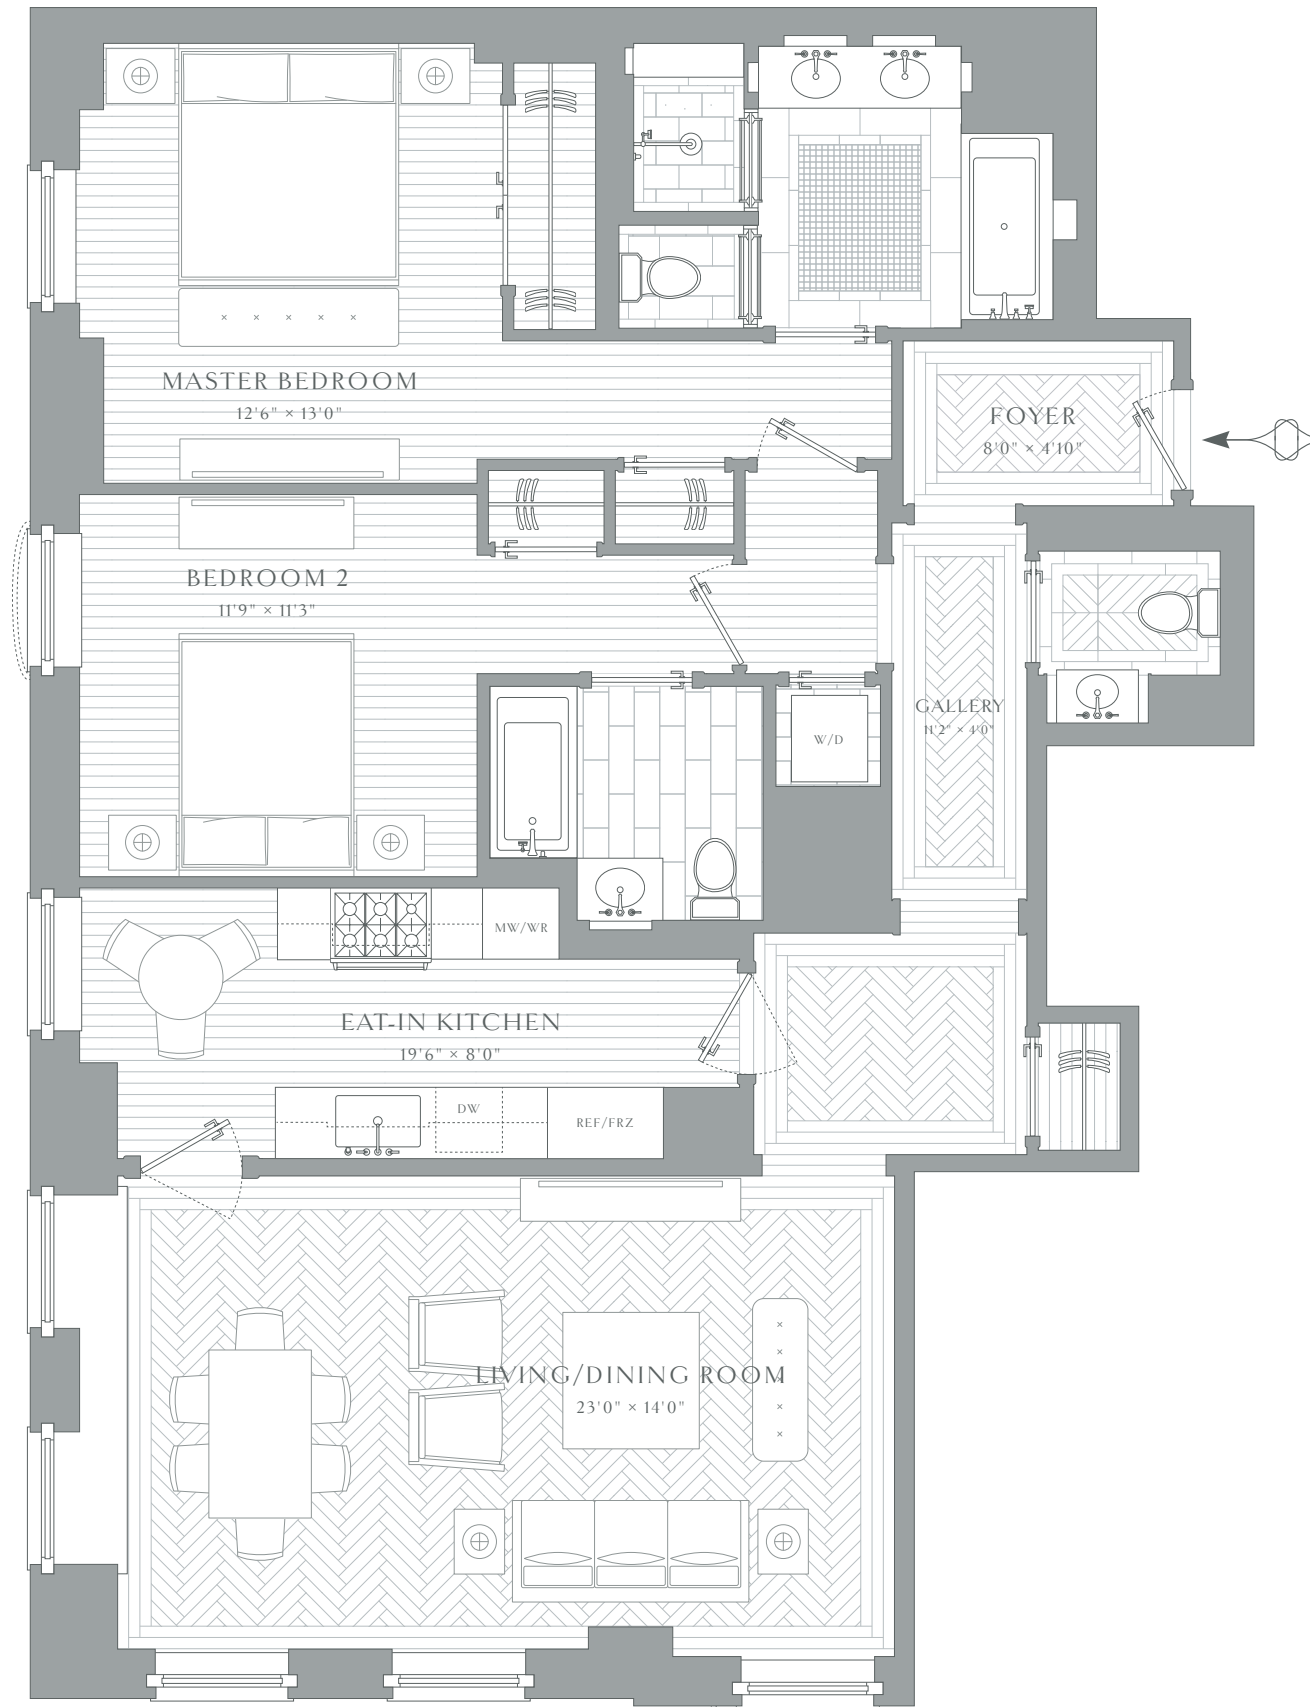 MASTER BEDROOM
12'6" × 13'0"
FOYER
8'0" × 4'10"
BEDROOM 2
11'9" × 11'3"
GALLERY
11'2" × 4'0"
W/D
MW/WR
EAT-IN KITCHEN
19'6" × 8'0"
DW
REF/FRZ
LIVING/DINING ROOM
23'0" × 14'0"